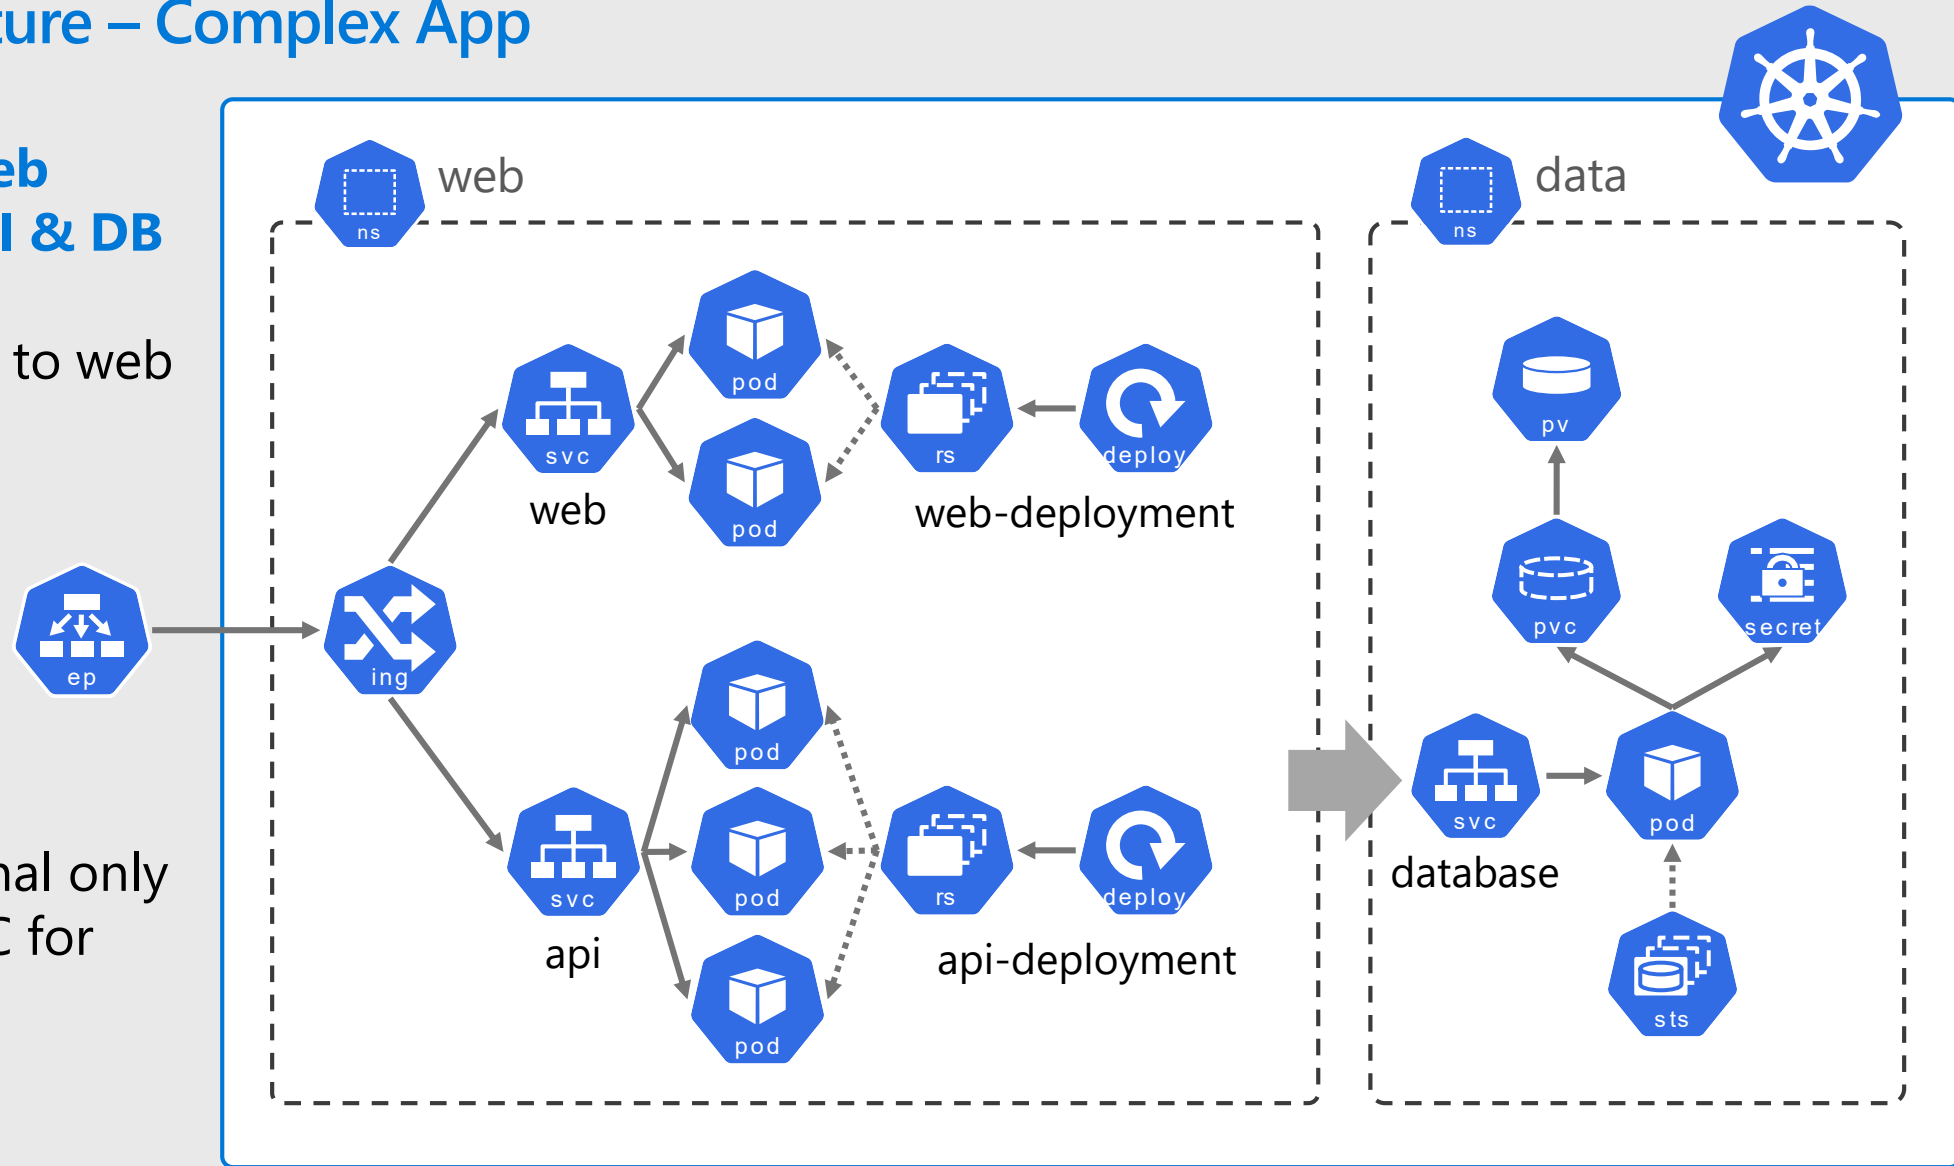 ture – Complex App
eb
I & DB
to web
nal only
C for
ns
web
ns
data
pod
svc
web
pod
rs
deploy
web-deployment
pv
pvc
secret
ep
ing
pod
svc
api
pod
pod
rs
deploy
api-deployment
svc
database
pod
sts